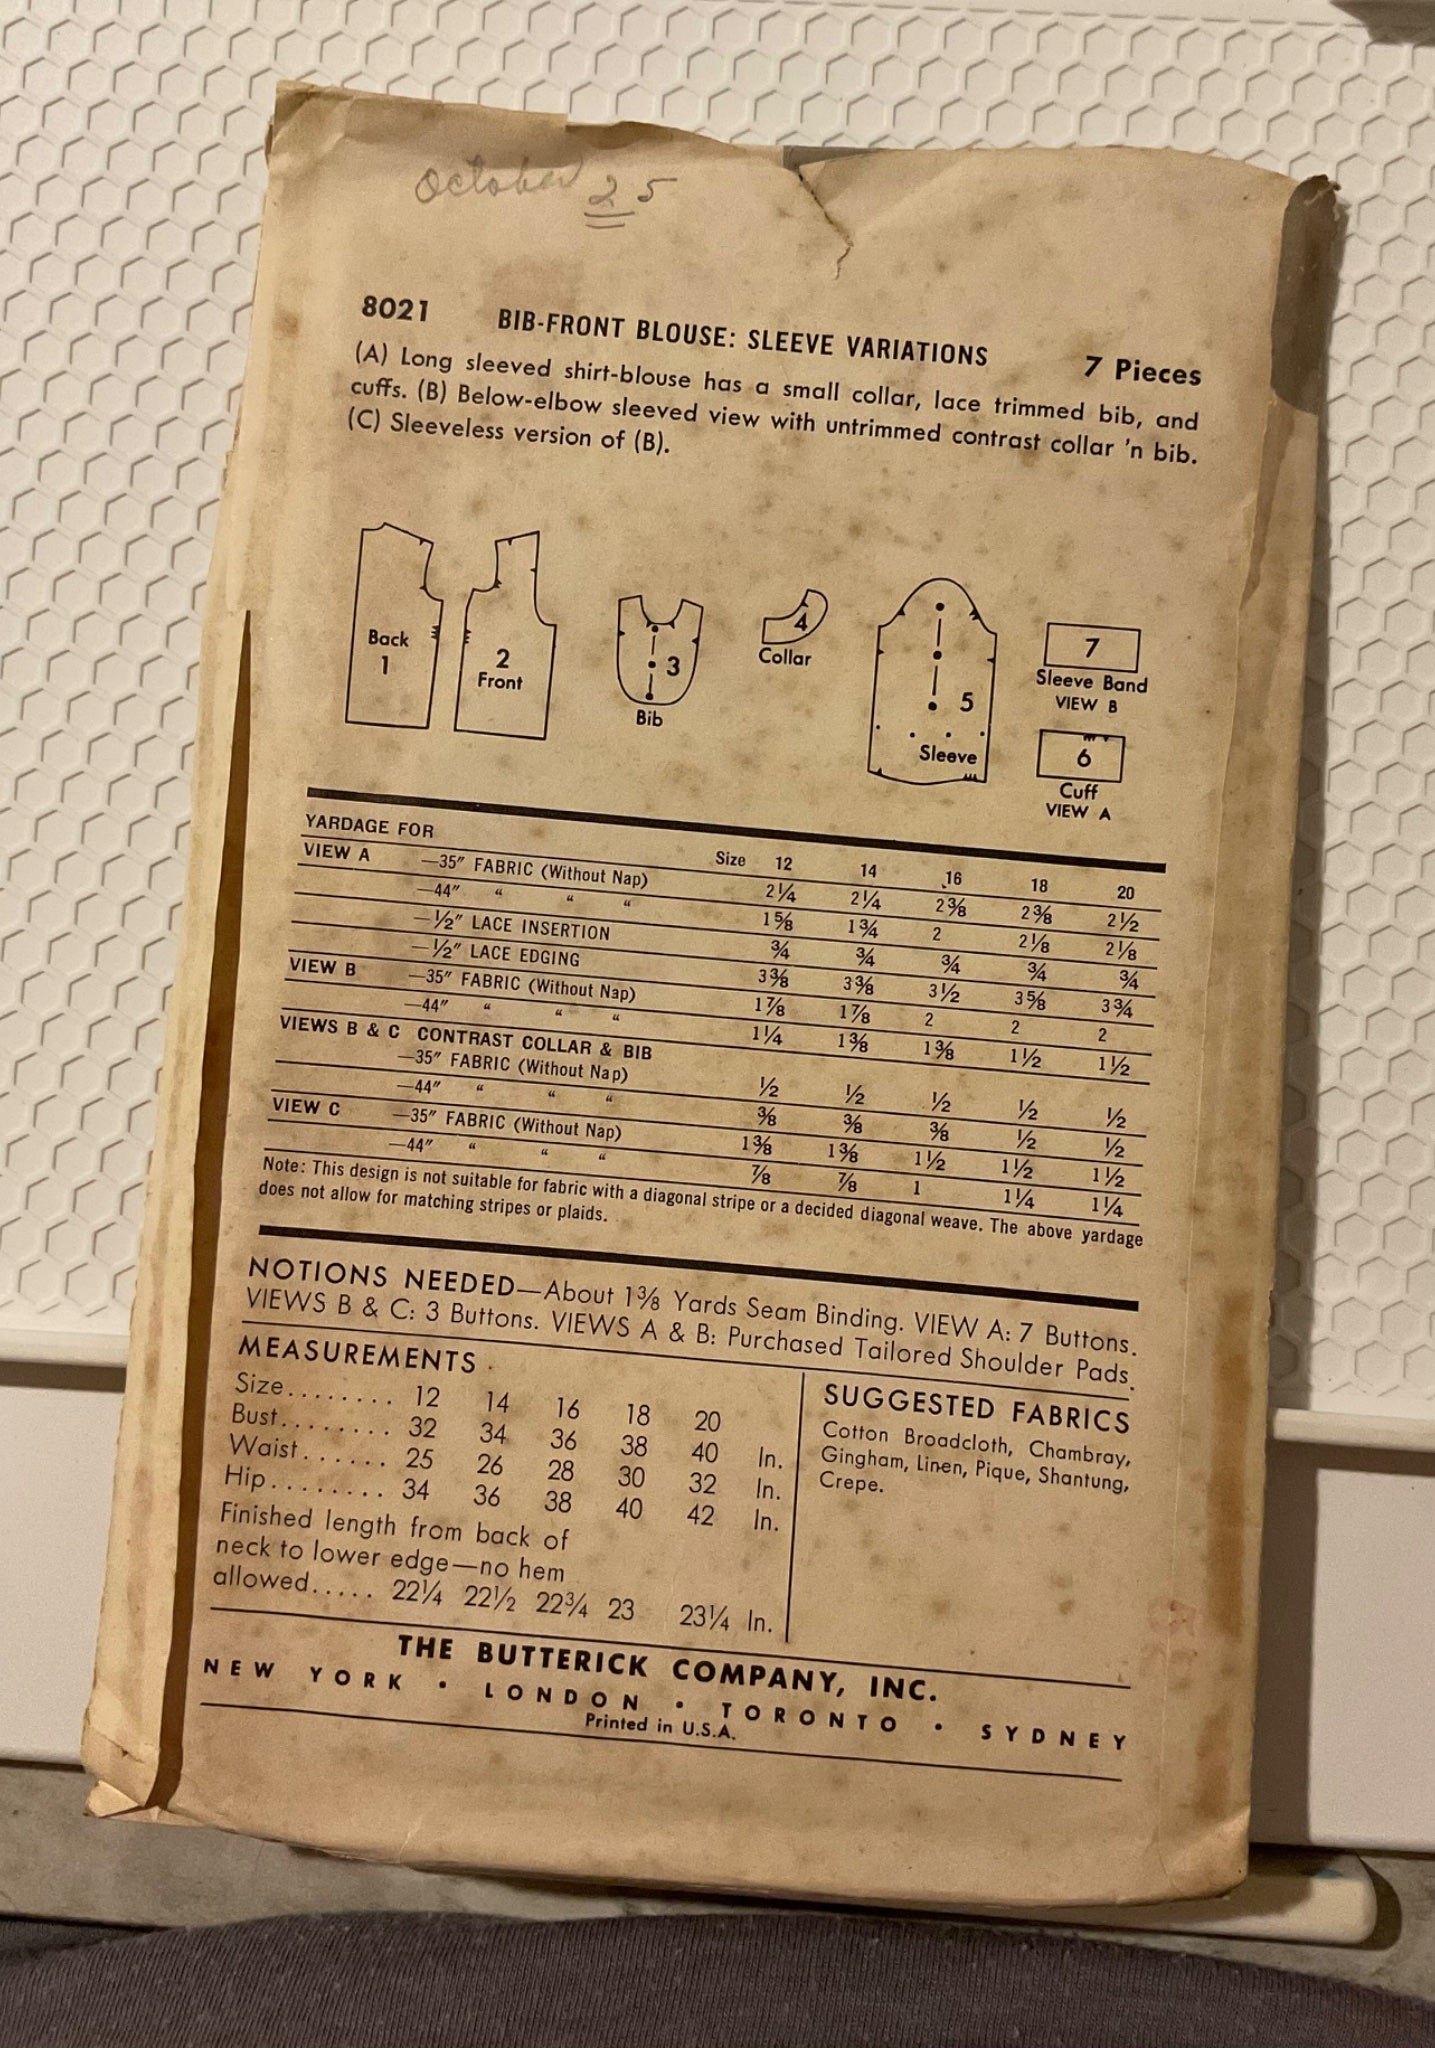 October 25
8021 BIB-FRONT BLOUSE: SLEEVE VARIATIONS 7 Pieces
(A) Long sleeved shirt-blouse has a small collar, lace trimmed bib, and
cuffs. (B) Below-elbow sleeved view with untrimmed contrast collar 'n bib.
(C) Sleeveless version of (B).
Back
1
2
Front
3
Bib
4
Collar
5
Sleeve
7
Sleeve Band
VIEW B
6
Cuff
VIEW A
YARDAGE FOR Size 12 14 16 18 20
VIEW A —35" FABRIC (Without Nap) 2¼ 2¼ 2⅜ 2⅜ 2½
—44" " " " 1⅝ 1¾ 2 2⅛ 2⅛
—½" LACE INSERTION ¾ ¾ ¾ ¾ ¾
—½" LACE EDGING 3⅜ 3⅜ 3½ 3⅝ 3¾
VIEW B —35" FABRIC (Without Nap) 1⅞ 1⅞ 2 2 2
—44" " " " 1¼ 1⅜ 1⅜ 1½ 1½
VIEWS B & C CONTRAST COLLAR & BIB
—35" FABRIC (Without Nap) ½ ½ ½ ½ ½
—44" " " " ⅜ ⅜ ⅜ ½ ½
VIEW C —35" FABRIC (Without Nap) 1⅜ 1⅜ 1½ 1½ 1½
—44" " " " ⅞ ⅞ 1 1¼ 1¼
Note: This design is not suitable for fabric with a diagonal stripe or a decided diagonal weave. The above yardage
does not allow for matching stripes or plaids.
NOTIONS NEEDED—About 1⅜ Yards Seam Binding. VIEW A: 7 Buttons.
VIEWS B & C: 3 Buttons. VIEWS A & B: Purchased Tailored Shoulder Pads.
MEASUREMENTS
Size........ 12 14 16 18 20
Bust........ 32 34 36 38 40 In.
Waist...... 25 26 28 30 32 In.
Hip........ 34 36 38 40 42 In.
Finished length from back of
neck to lower edge—no hem
allowed..... 22¼ 22½ 22¾ 23 23¼ In.
SUGGESTED FABRICS
Cotton Broadcloth, Chambray,
Gingham, Linen, Pique, Shantung,
Crepe.
THE BUTTERICK COMPANY, INC.
NEW YORK • LONDON • TORONTO • SYDNEY
Printed in U.S.A.